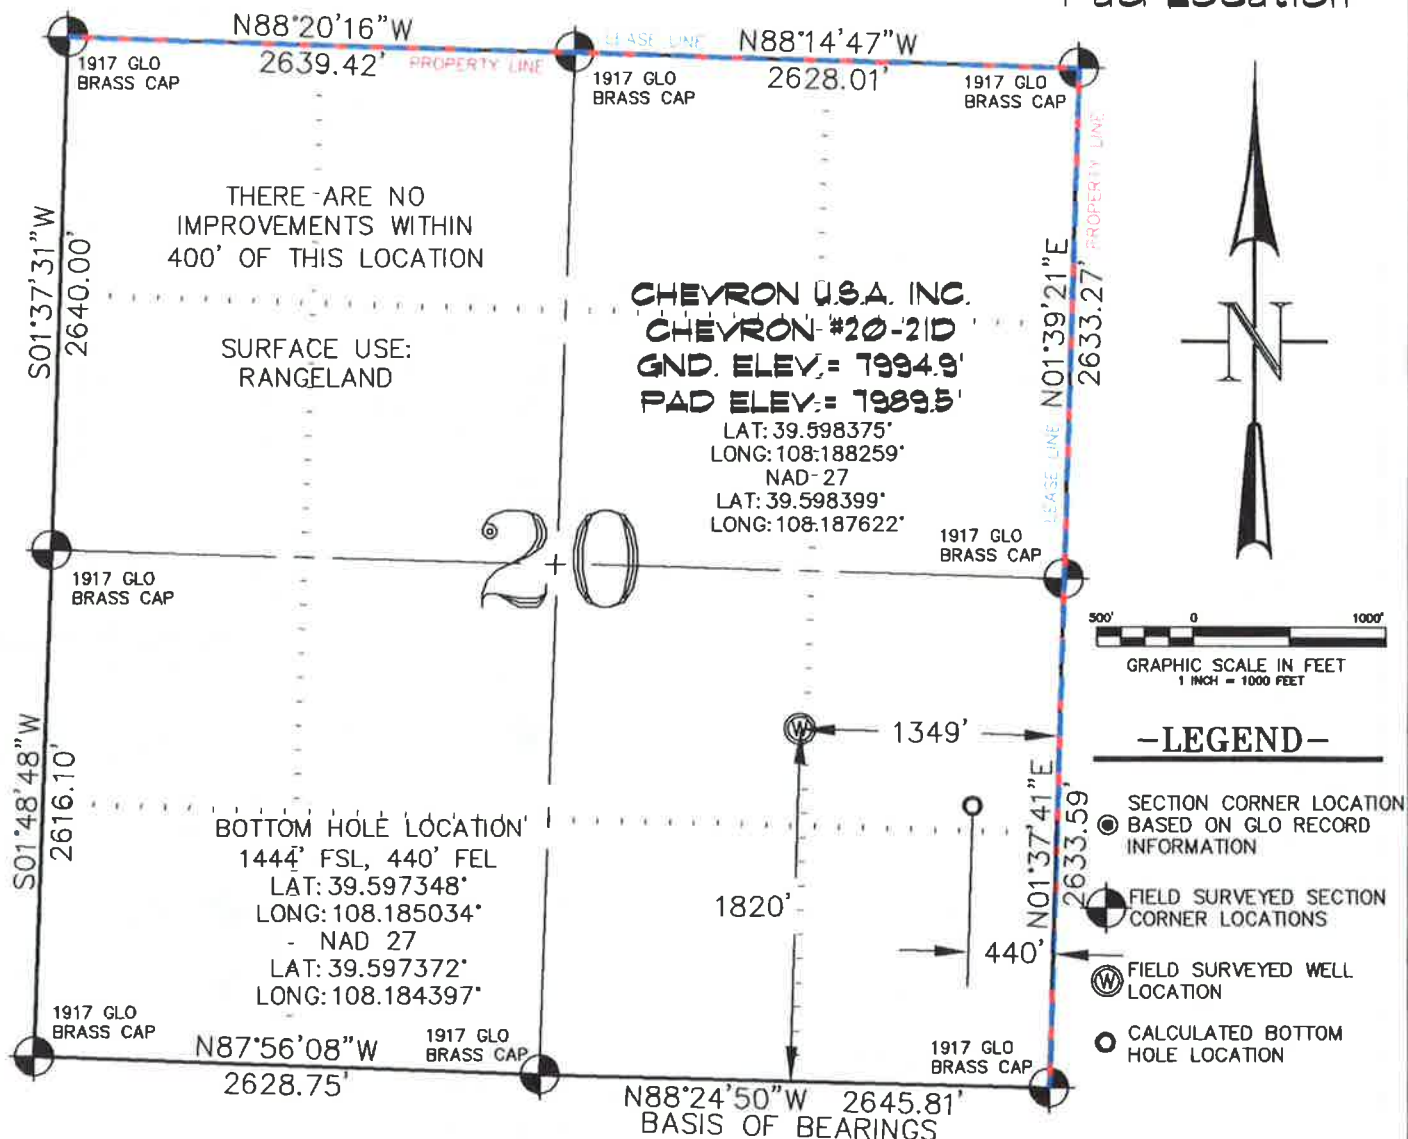 Pad Location
N88°20'16"W
2639.42'
PROPERTY LINE
LEASE LINE
N88°14'47"W
2628.01'
1917 GLO
BRASS CAP
1917 GLO
BRASS CAP
1917 GLO
BRASS CAP
THERE ARE NO
IMPROVEMENTS WITHIN
400' OF THIS LOCATION
SURFACE USE:
RANGELAND
S01°37'31"W
2640.00'
CHEVRON U.S.A. INC.
CHEVRON #20-21D
GND. ELEV.= 7994.9'
PAD ELEV.= 7989.5'
LAT: 39.598375°
LONG: 108.188259°
NAD 27
LAT: 39.598399°
LONG: 108.187622°
N01°39'21"E
2633.27'
PROPERTY LINE
LEASE LINE
N
20
1917 GLO
BRASS CAP
1917 GLO
BRASS CAP
500' 0 1000'
GRAPHIC SCALE IN FEET
1 INCH = 1000 FEET
W
1349'
1820'
440'
S01°48'48"W
2616.10'
BOTTOM HOLE LOCATION
1444' FSL, 440' FEL
LAT: 39.597348°
LONG: 108.185034°
NAD 27
LAT: 39.597372°
LONG: 108.184397°
N01°37'41"E
2633.59'
-LEGEND-
SECTION CORNER LOCATION
BASED ON GLO RECORD
INFORMATION
FIELD SURVEYED SECTION
CORNER LOCATIONS
W FIELD SURVEYED WELL
LOCATION
CALCULATED BOTTOM
HOLE LOCATION
1917 GLO
BRASS CAP
1917 GLO
BRASS CAP
1917 GLO
BRASS CAP
N87°56'08"W
2628.75'
N88°24'50"W 2645.81'
BASIS OF BEARINGS